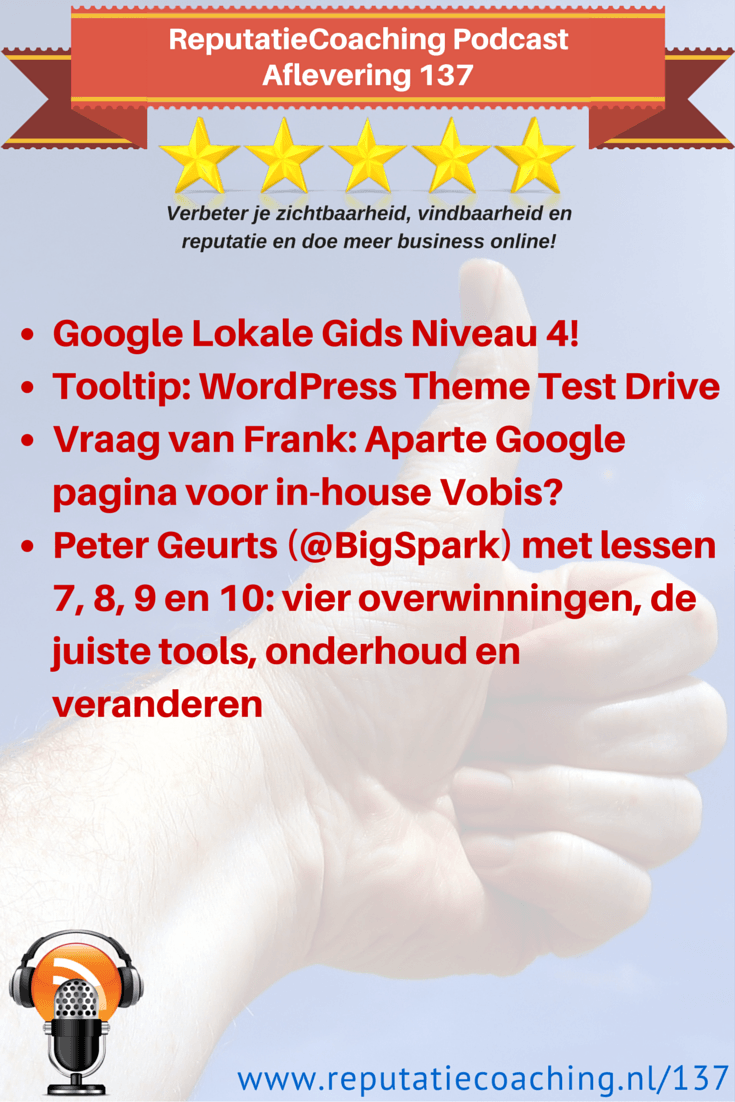 ReputatieCoaching Podcast
Aflevering 137
Verbeter je zichtbaarheid, vindbaarheid en
reputatie en doe meer business online!
• Google Lokale Gids Niveau 4!
• Tooltip: WordPress Theme Test Drive
• Vraag van Frank: Aparte Google
pagina voor in-house Vobis?
• Peter Geurts (@BigSpark) met lessen
7, 8, 9 en 10: vier overwinningen, de
juiste tools, onderhoud en
veranderen
www.reputatiecoaching.nl/137